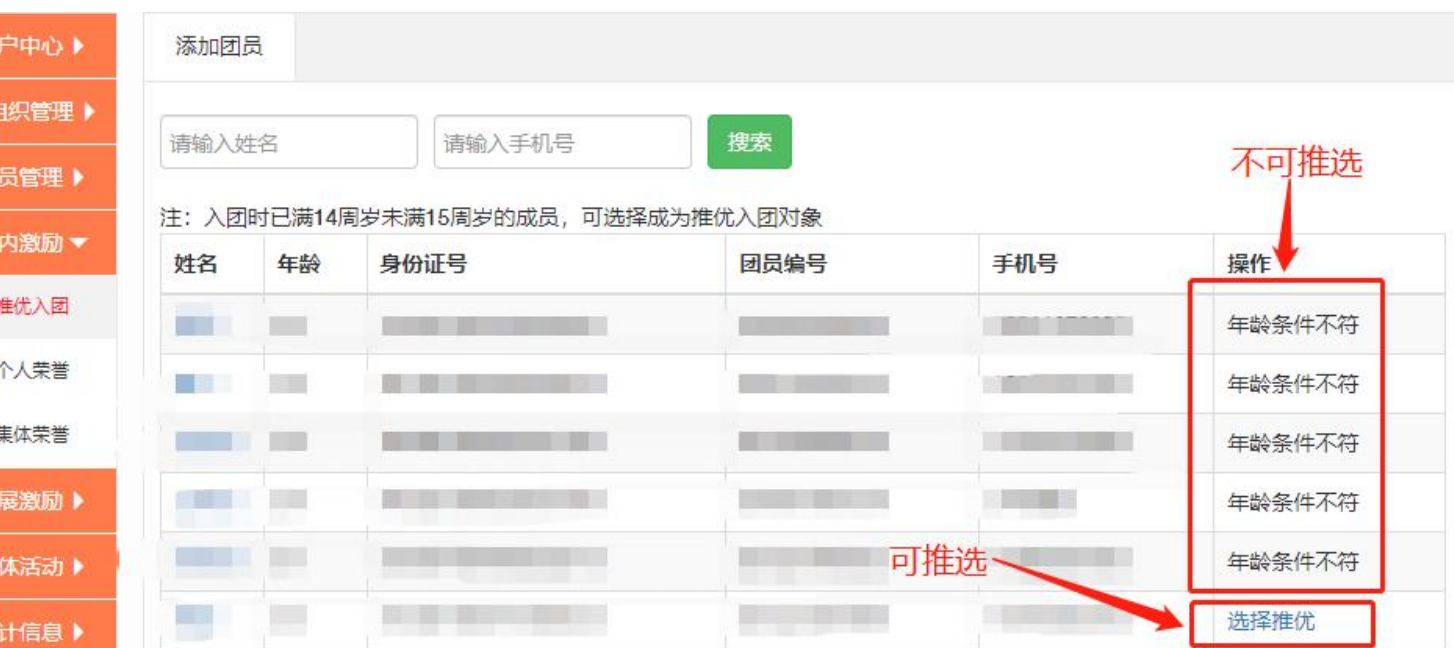 户中心
组织管理
员管理
内激励
推优入团
个人荣誉
集体荣誉
展激励
体活动
计信息
添加团员
请输入姓名 请输入手机号 搜索
不可推选
注：入团时已满14周岁未满15周岁的成员，可选择成为推优入团对象
姓名 年龄 身份证号 团员编号 手机号 操作
年龄条件不符
年龄条件不符
年龄条件不符
年龄条件不符
可推选
年龄条件不符
选择推优